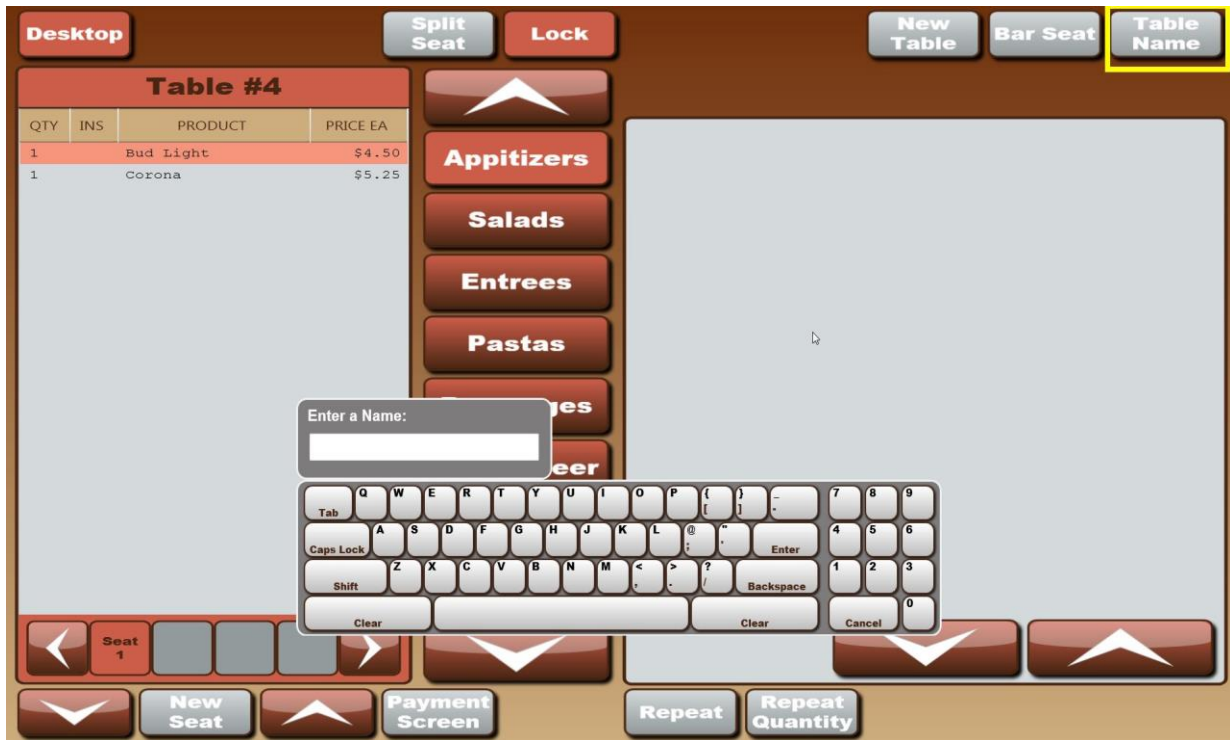 Desktop
Split
Seat
Lock
New
Table
Bar Seat
Table
Name
Table #4
QTY INS PRODUCT PRICE EA
1 Bud Light $4.50
1 Corona $5.25
Appitizers
Salads
Entrees
Pastas
ges
eer
Enter a Name:
Tab Q W E R T Y U I O P { [ } ] _ -
Caps Lock A S D F G H J K L @ ; " ' Enter
Shift Z X C V B N M < , > . ? / Backspace
Clear Clear
7 8 9
4 5 6
1 2 3
Cancel 0
Seat
1
New
Seat
Payment
Screen
Repeat
Repeat
Quantity